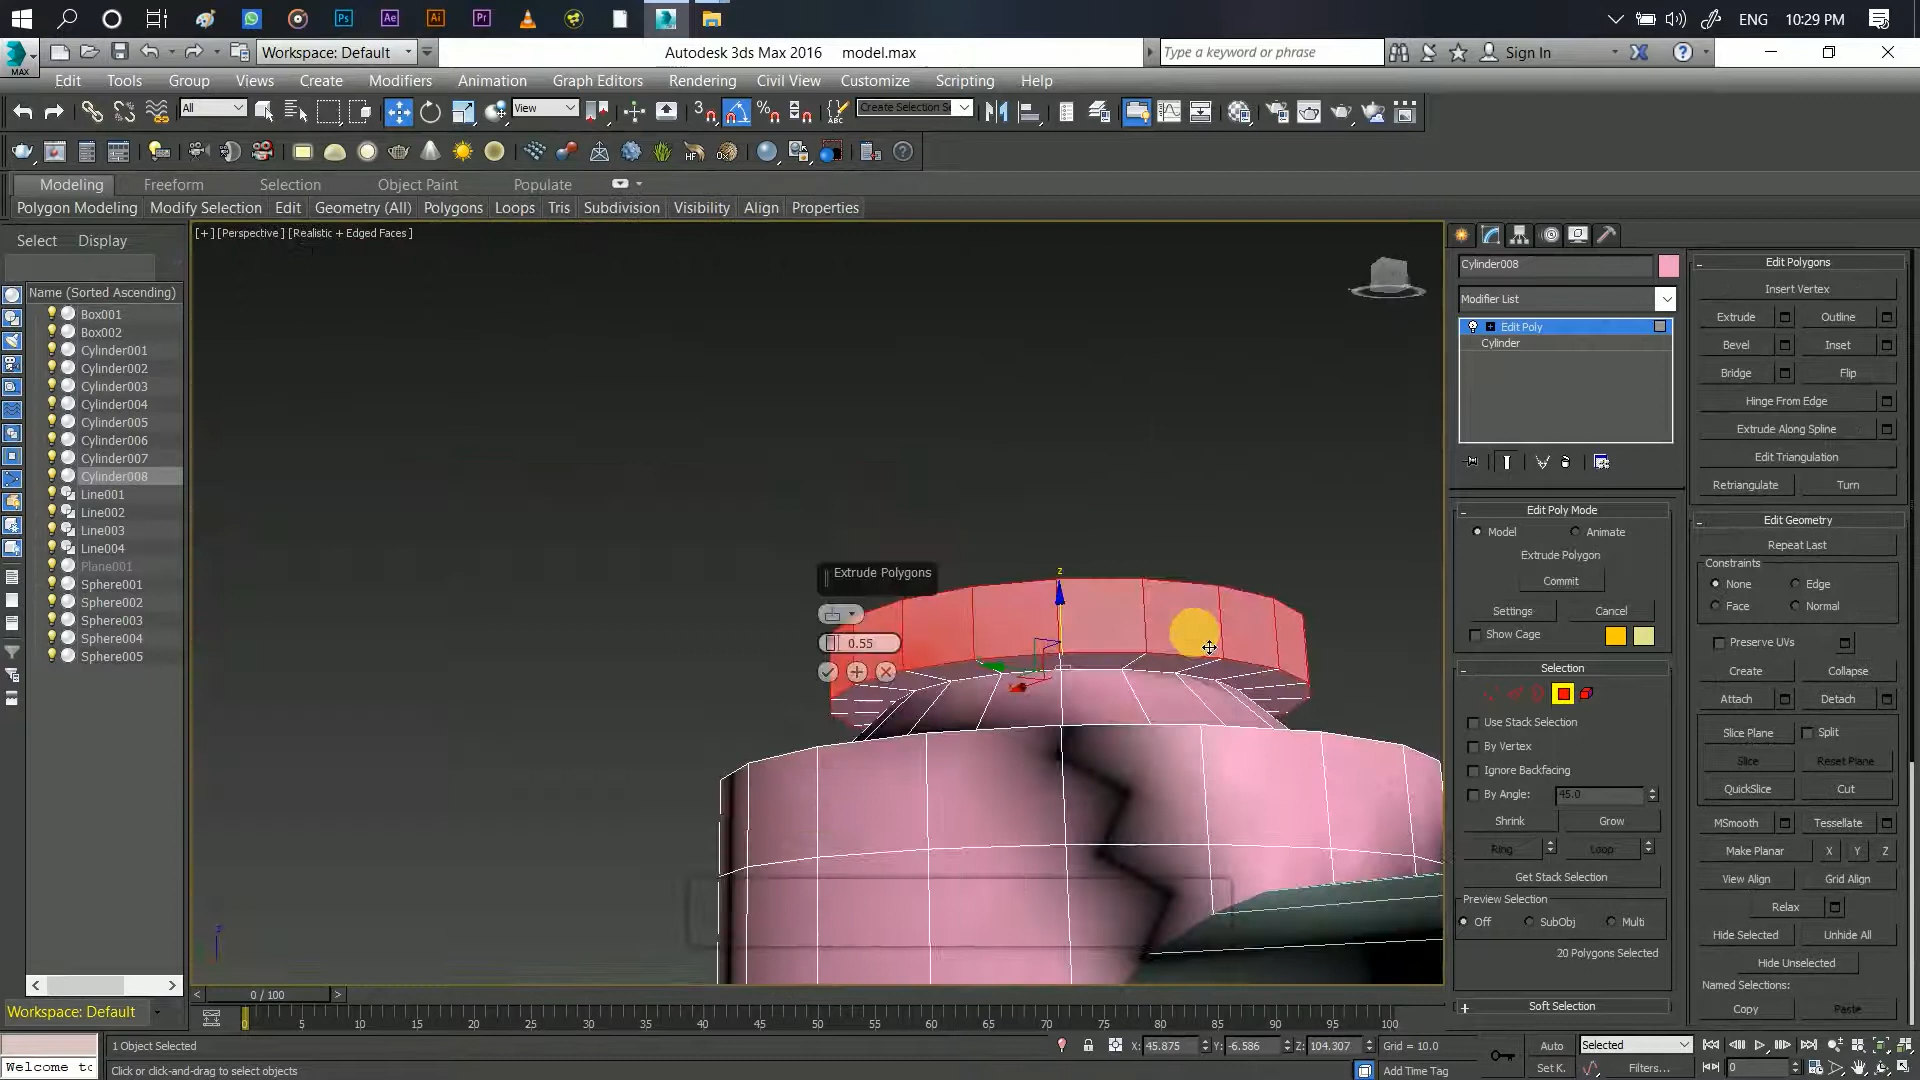 ENG 10:29 PM
Workspace: Default
Autodesk 3ds Max 2016 model.max
Type a keyword or phrase
Sign In
MAX
Edit Tools Group Views Create Modifiers Animation Graph Editors Rendering Civil View Customize Scripting Help
All
View
Create Selection Se
Modeling Freeform Selection Object Paint Populate
Polygon Modeling Modify Selection Edit Geometry (All) Polygons Loops Tris Subdivision Visibility Align Properties
Select Display
Name (Sorted Ascending)
Box001
Box002
Cylinder001
Cylinder002
Cylinder003
Cylinder004
Cylinder005
Cylinder006
Cylinder007
Cylinder008
Line001
Line002
Line003
Line004
Plane001
Sphere001
Sphere002
Sphere003
Sphere004
Sphere005
Workspace: Default
[+] [Perspective] [Realistic + Edged Faces]
Extrude Polygons
0.55
z
Cylinder008
Modifier List
Edit Poly
Cylinder
Edit Poly Mode
Model Animate
Extrude Polygon
Commit
Settings Cancel
Show Cage
Selection
Use Stack Selection
By Vertex
Ignore Backfacing
By Angle: 45.0
Shrink Grow
Ring Loop
Get Stack Selection
Preview Selection
Off SubObj Multi
20 Polygons Selected
Soft Selection
Edit Polygons
Insert Vertex
Extrude Outline
Bevel Inset
Bridge Flip
Hinge From Edge
Extrude Along Spline
Edit Triangulation
Retriangulate Turn
Edit Geometry
Repeat Last
Constraints
None Edge
Face Normal
Preserve UVs
Create Collapse
Attach Detach
Slice Plane Split
Slice Reset Plane
QuickSlice Cut
MSmooth Tessellate
Make Planar X Y Z
View Align Grid Align
Relax
Hide Selected Unhide All
Hide Unselected
Named Selections:
Copy Paste
0 / 100
0 5 10 15 20 25 30 35 40 45 50 55 60 65 70 75 80 85 90 95 100
1 Object Selected
X: 45.875 Y: -6.586 Z: 104.307 Grid = 10.0
Auto Selected
Welcome to
Click or click-and-drag to select objects
Add Time Tag
Set K. Filters... 0